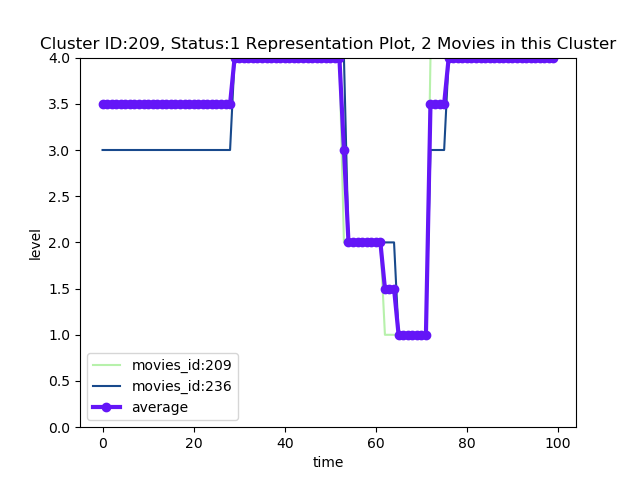 Cluster ID:209, Status:1 Representation Plot, 2 Movies in this Cluster
4.0
3.5
3.0
2.5
2.0
1.5
1.0
0.5
0.0
level
movies_id:209
movies_id:236
average
0 20 40 60 80 100
time